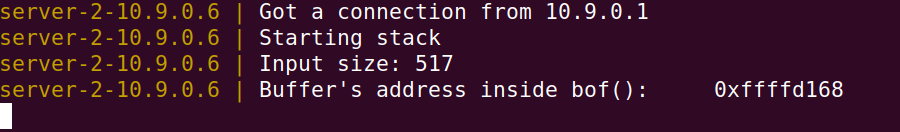 server-2-10.9.0.6 | Got a connection from 10.9.0.1
server-2-10.9.0.6 | Starting stack
server-2-10.9.0.6 | Input size: 517
server-2-10.9.0.6 | Buffer's address inside bof():     0xffffd168